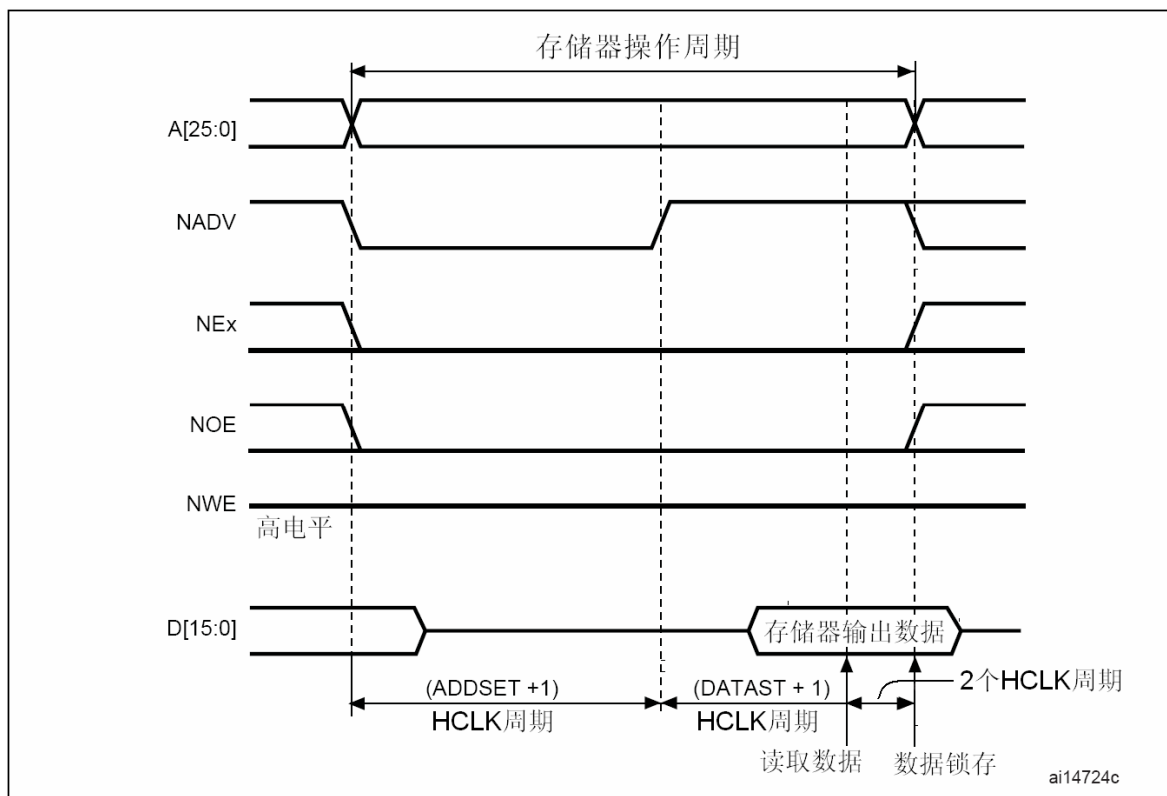 存储器操作周期
A[25:0]
NADV
NEx
NOE
NWE
高电平
D[15:0]
存储器输出数据
(ADDSET +1)
HCLK周期
(DATAST + 1)
HCLK周期
2个HCLK周期
读取数据
数据锁存
ai14724c